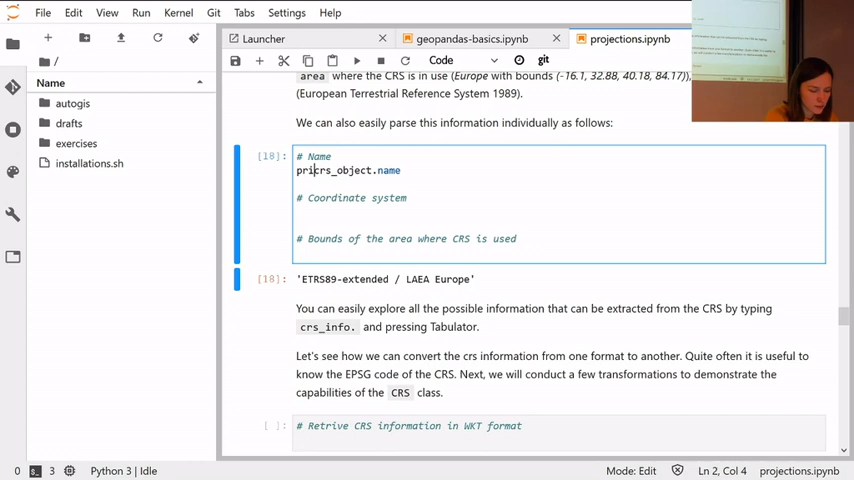 File Edit View Run Kernel Git Tabs Settings Help
Launcher
geopandas-basics.ipynb
projections.ipynb
Code
git
/
Name
autogis
drafts
exercises
installations.sh
area where the CRS is in use (Europe with bounds (-16.1, 32.88, 40.18, 84.17)),
(European Terrestrial Reference System 1989).
We can also easily parse this information individually as follows:
[18]:
# Name
pricrs_object.name
# Coordinate system
# Bounds of the area where CRS is used
[18]:
'ETRS89-extended / LAEA Europe'
You can easily explore all the possible information that can be extracted from the CRS by typing
crs_info. and pressing Tabulator.
Let's see how we can convert the crs information from one format to another. Quite often it is useful to
know the EPSG code of the CRS. Next, we will conduct a few transformations to demonstrate the
capabilities of the CRS class.
[ ]:
# Retrive CRS information in WKT format
0 3 Python 3 | Idle Mode: Edit Ln 2, Col 4 projections.ipynb